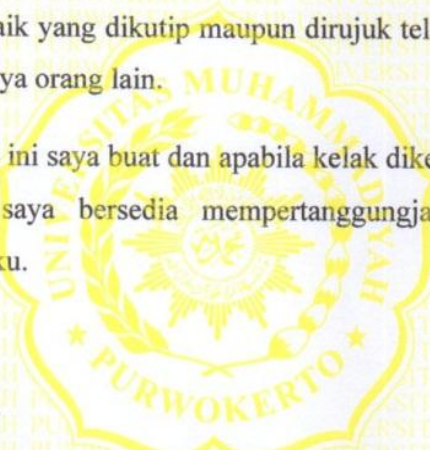 aik yang dikutip maupun dirujuk tel
ya orang lain.
ini saya buat dan apabila kelak dike
saya bersedia mempertanggungja
ku.
UNIVERSITAS MUHAMMADIYAH
★ PURWOKERTO ★